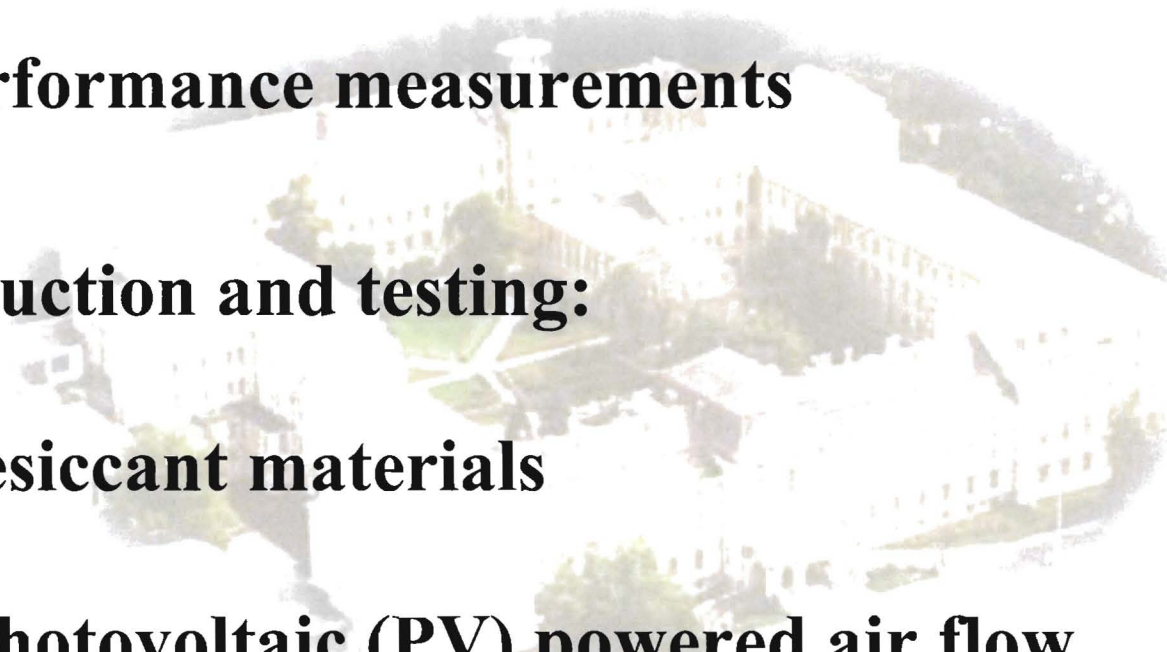 rformance measurements
uction and testing:
esiccant materials
hotovoltaic (PV) powered air flow